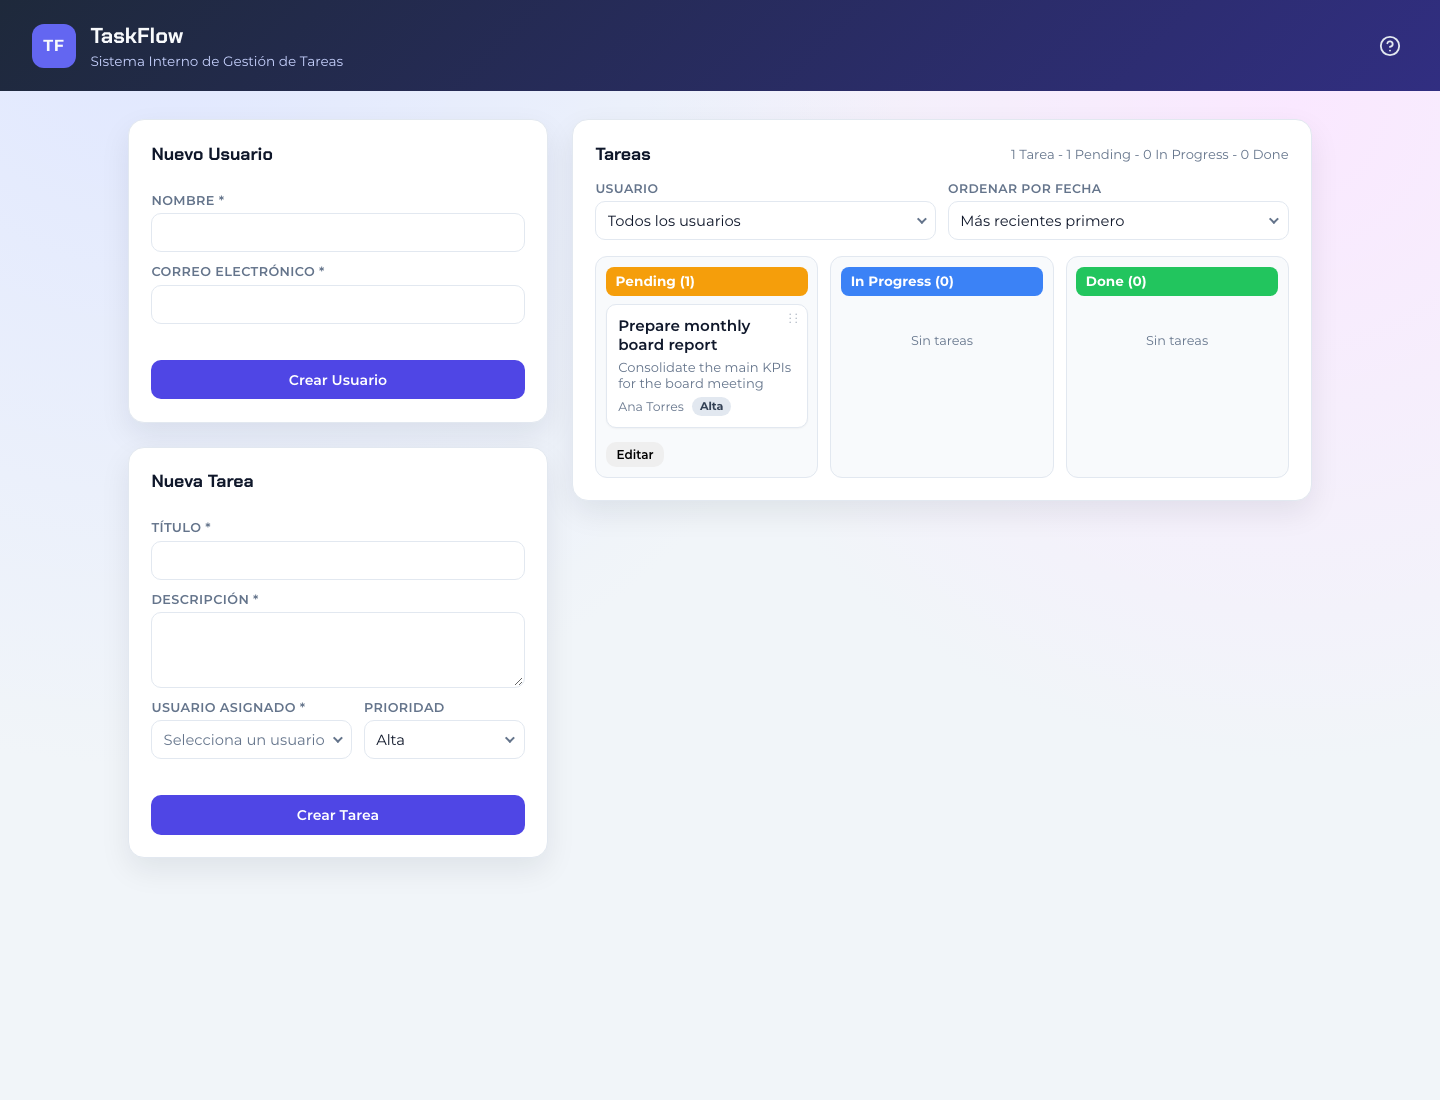 TF
TaskFlow
Sistema Interno de Gestión de Tareas
Nuevo Usuario
NOMBRE *
CORREO ELECTRÓNICO *
Crear Usuario
Nueva Tarea
TÍTULO *
DESCRIPCIÓN *
USUARIO ASIGNADO *
PRIORIDAD
Selecciona un usuario
Alta
Crear Tarea
Tareas
1 Tarea - 1 Pending - 0 In Progress - 0 Done
USUARIO
ORDENAR POR FECHA
Todos los usuarios
Más recientes primero
Pending (1)
Prepare monthly
board report
Consolidate the main KPIs
for the board meeting
Ana Torres Alta
Editar
In Progress (0)
Sin tareas
Done (0)
Sin tareas